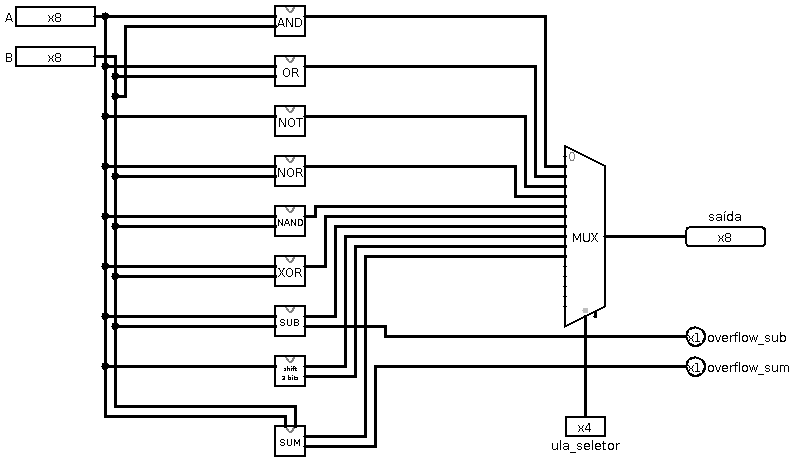 A x8
AND
B x8
OR
NOT
0
NOR
NAND
MUX
saída
x8
XOR
SUB
x1 overflow_sub
shift
2 bits
x1 overflow_sum
SUM
x4
ula_seletor